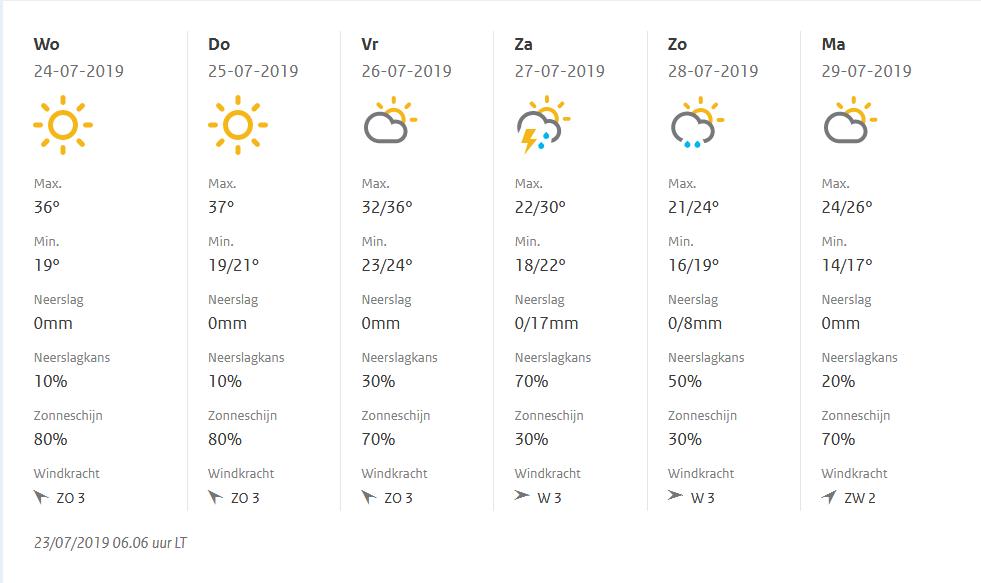 Wo Do Vr Za Zo Ma
24-07-2019 25-07-2019 26-07-2019 27-07-2019 28-07-2019 29-07-2019
Max. Max. Max. Max. Max. Max.
36° 37° 32/36° 22/30° 21/24° 24/26°
Min. Min. Min. Min. Min. Min.
19° 19/21° 23/24° 18/22° 16/19° 14/17°
Neerslag Neerslag Neerslag Neerslag Neerslag Neerslag
0mm 0mm 0mm 0/17mm 0/8mm 0mm
Neerslagkans Neerslagkans Neerslagkans Neerslagkans Neerslagkans Neerslagkans
10% 10% 30% 70% 50% 20%
Zonneschijn Zonneschijn Zonneschijn Zonneschijn Zonneschijn Zonneschijn
80% 80% 70% 30% 30% 70%
Windkracht Windkracht Windkracht Windkracht Windkracht Windkracht
ZO 3 ZO 3 ZO 3 W 3 W 3 ZW 2
23/07/2019 06.06 uur LT